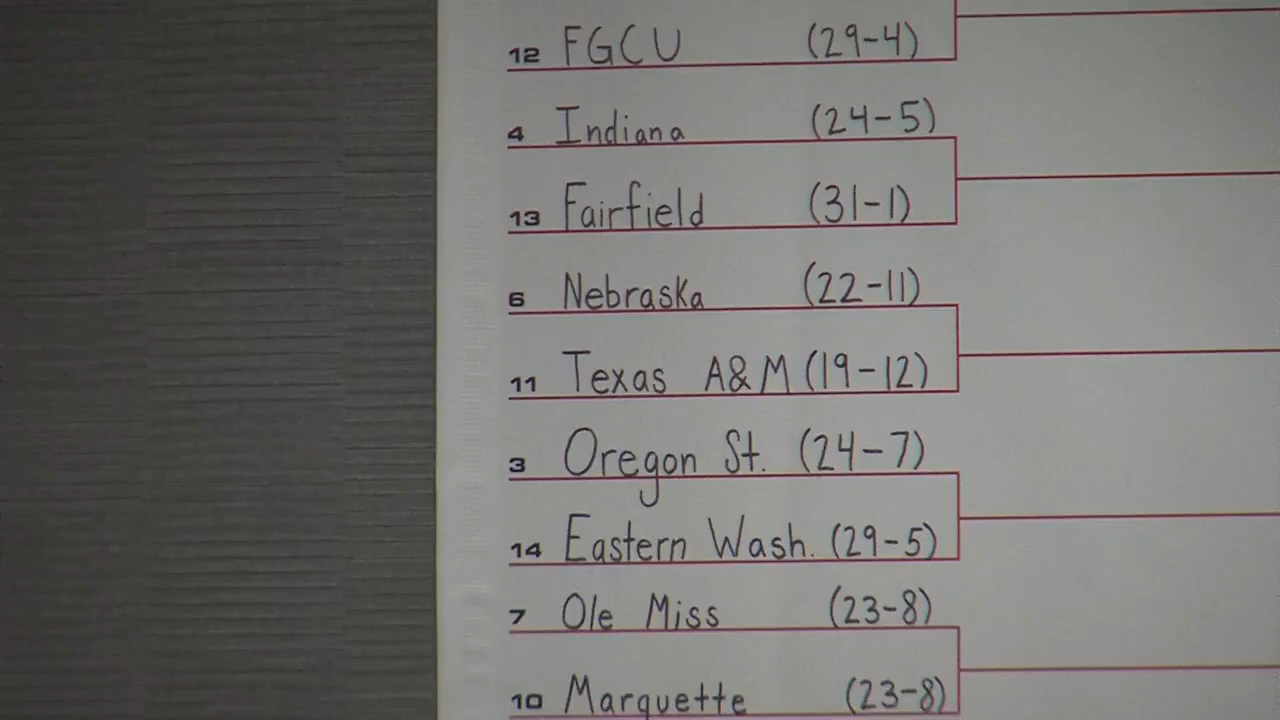 12 FGCU (29-4)
4 Indiana (24-5)
13 Fairfield (31-1)
6 Nebraska (22-11)
11 Texas A&M (19-12)
3 Oregon St. (24-7)
14 Eastern Wash. (29-5)
7 Ole Miss (23-8)
10 Marquette (23-8)